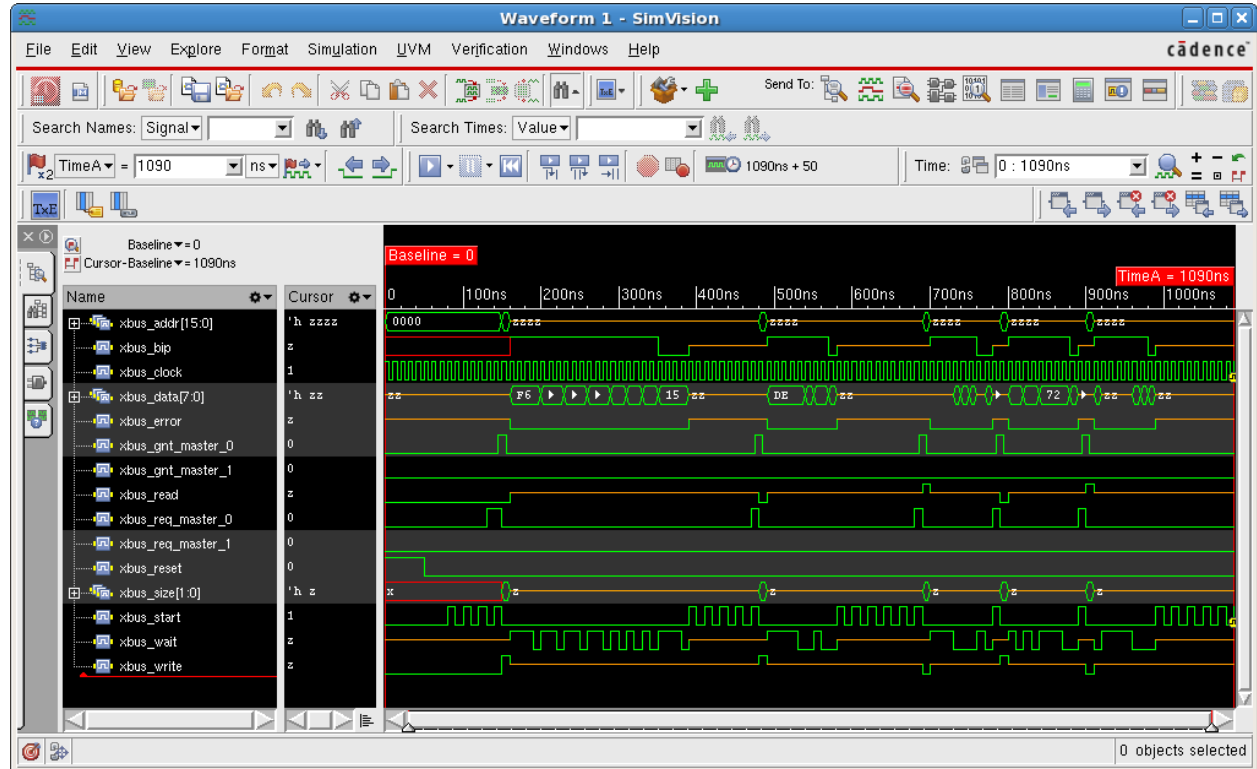 Waveform 1 - SimVision
File Edit View Explore Format Simulation UVM Verification Windows Help cādence
Send To:
Search Names: Signal Search Times: Value
x2 TimeA = 1090 ns 1090ns + 50 Time: 0 : 1090ns
TxE
Baseline = 0
Cursor-Baseline = 1090ns
Baseline = 0
TimeA = 1090ns
Name Cursor 0 100ns 200ns 300ns 400ns 500ns 600ns 700ns 800ns 900ns 1000ns
xbus_addr[15:0] 'h zzzz 0000 zzzz zzzz zzzz zzzz zzzz
xbus_bip z
xbus_clock 1
xbus_data[7:0] 'h zz zz F6 15 zz DE zz 72 zz zz
xbus_error z
xbus_gnt_master_0 0
xbus_gnt_master_1 0
xbus_read z
xbus_req_master_0 0
xbus_req_master_1 0
xbus_reset 0
xbus_size[1:0] 'h z x z z z z z
xbus_start 1
xbus_wait z
xbus_write z
0 objects selected